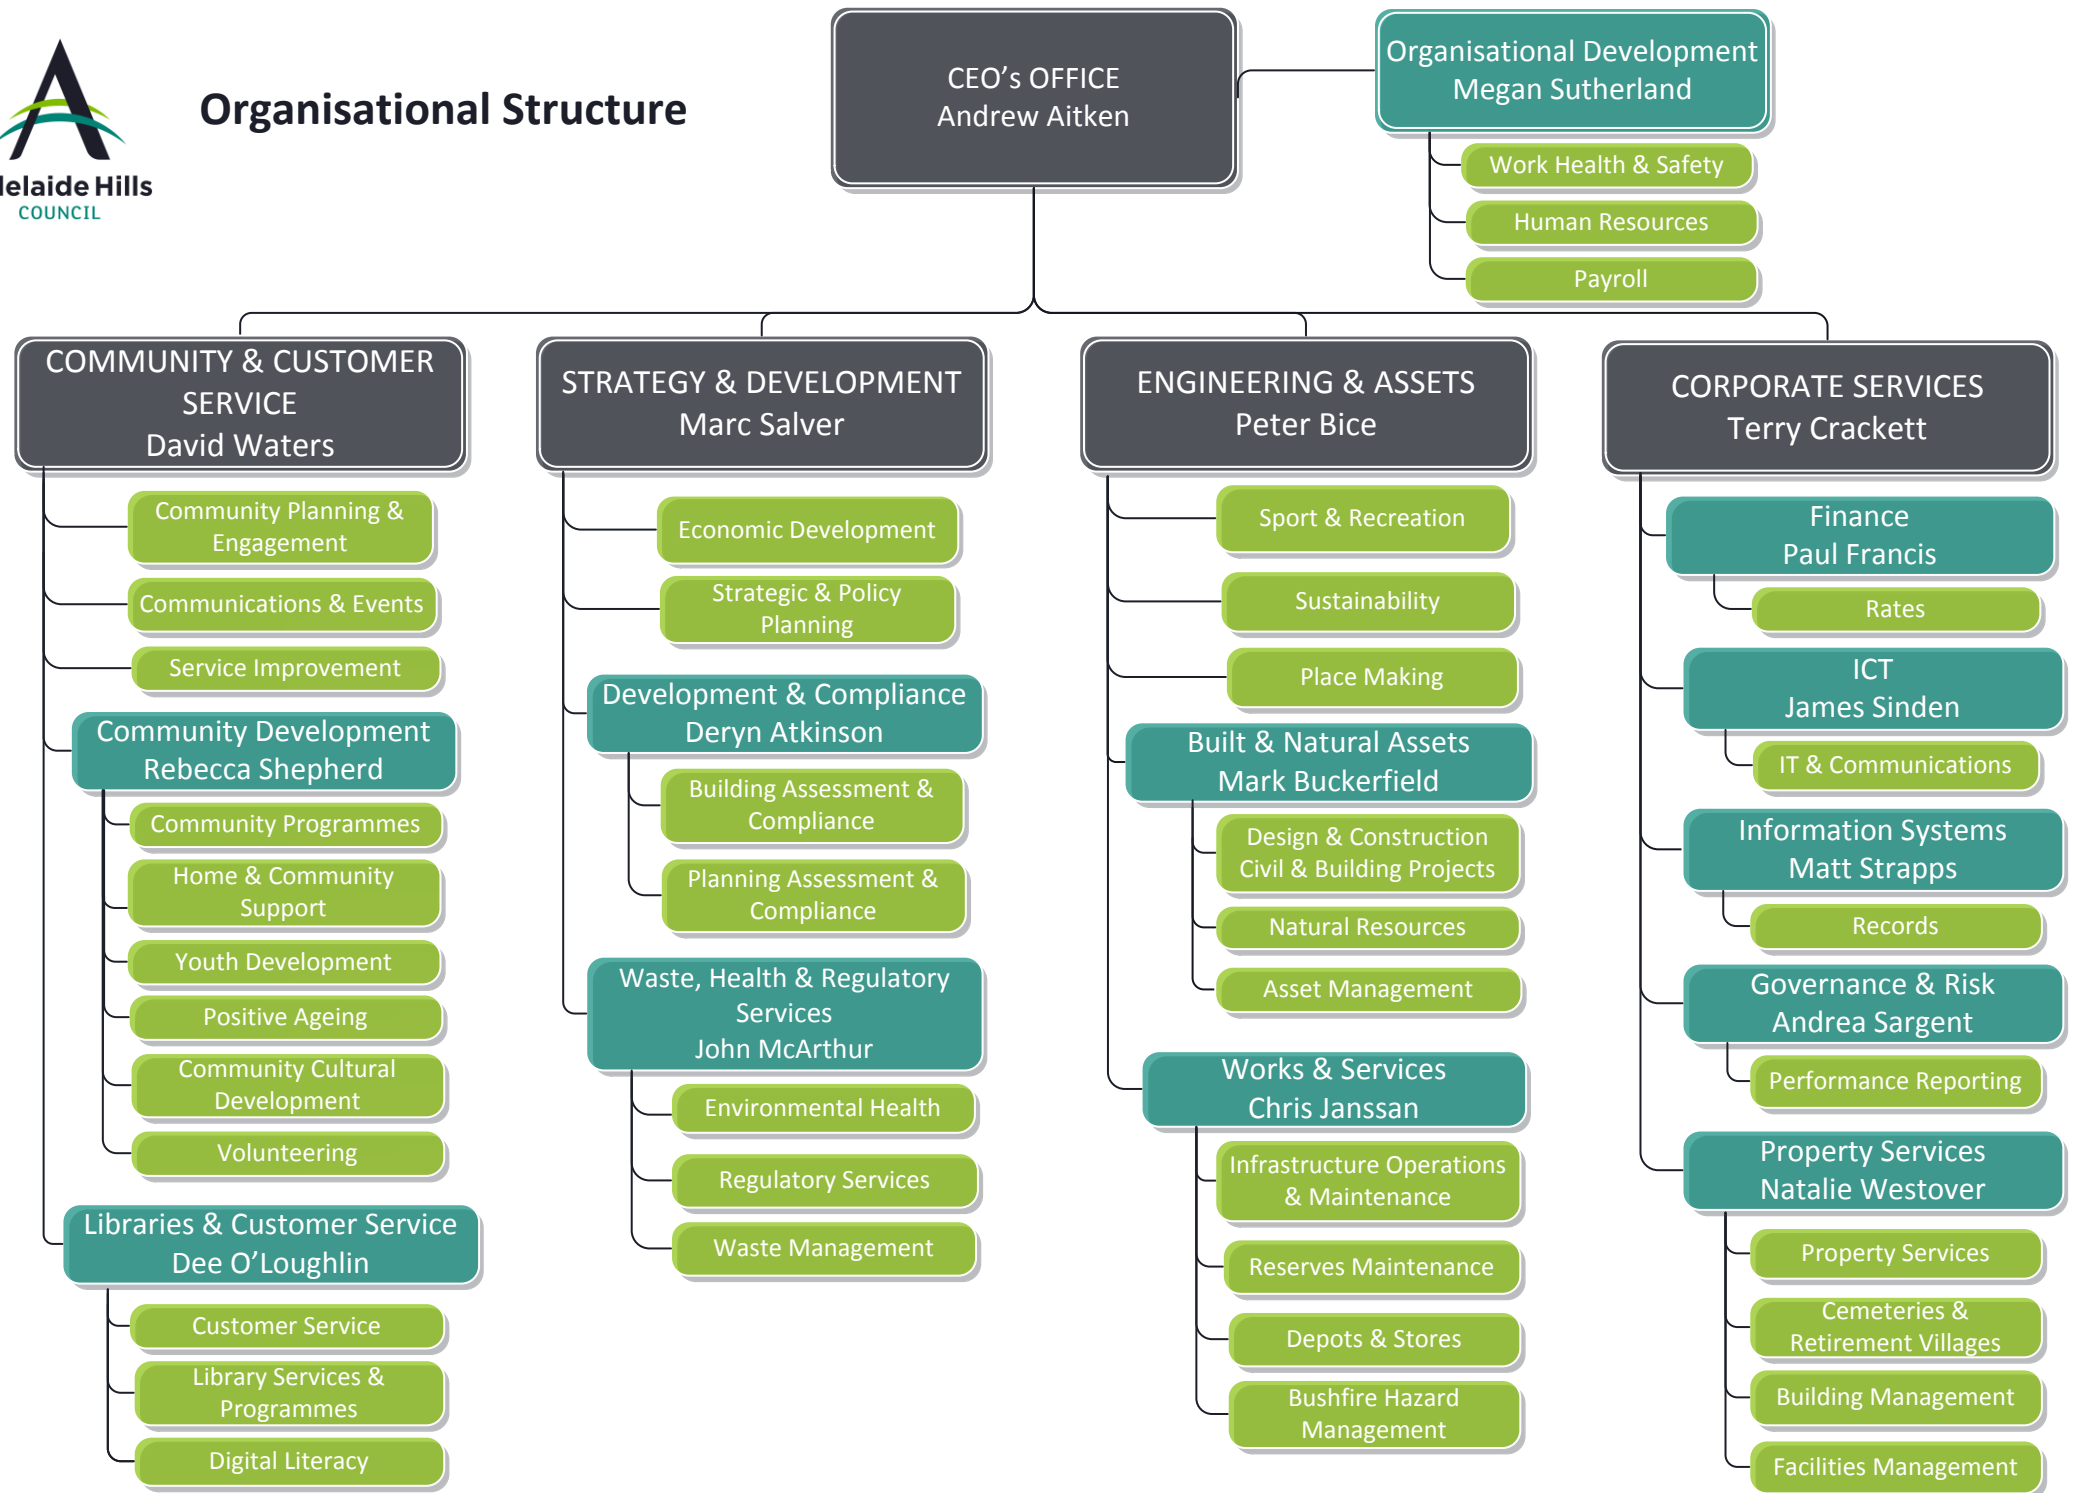 Organisational Structure
delaide Hills
COUNCIL
CEO's OFFICE
Andrew Aitken
Organisational Development
Megan Sutherland
Work Health & Safety
Human Resources
Payroll
COMMUNITY & CUSTOMER
SERVICE
David Waters
Community Planning &
Engagement
Communications & Events
Service Improvement
Community Development
Rebecca Shepherd
Community Programmes
Home & Community
Support
Youth Development
Positive Ageing
Community Cultural
Development
Volunteering
Libraries & Customer Service
Dee O'Loughlin
Customer Service
Library Services &
Programmes
Digital Literacy
STRATEGY & DEVELOPMENT
Marc Salver
Economic Development
Strategic & Policy
Planning
Development & Compliance
Deryn Atkinson
Building Assessment &
Compliance
Planning Assessment &
Compliance
Waste, Health & Regulatory
Services
John McArthur
Environmental Health
Regulatory Services
Waste Management
ENGINEERING & ASSETS
Peter Bice
Sport & Recreation
Sustainability
Place Making
Built & Natural Assets
Mark Buckerfield
Design & Construction
Civil & Building Projects
Natural Resources
Asset Management
Works & Services
Chris Janssan
Infrastructure Operations
& Maintenance
Reserves Maintenance
Depots & Stores
Bushfire Hazard
Management
CORPORATE SERVICES
Terry Crackett
Finance
Paul Francis
Rates
ICT
James Sinden
IT & Communications
Information Systems
Matt Strapps
Records
Governance & Risk
Andrea Sargent
Performance Reporting
Property Services
Natalie Westover
Property Services
Cemeteries &
Retirement Villages
Building Management
Facilities Management